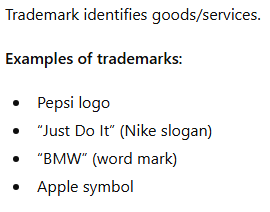 Trademark identifies goods/services.
Examples of trademarks:
• Pepsi logo
• “Just Do It” (Nike slogan)
• “BMW” (word mark)
• Apple symbol